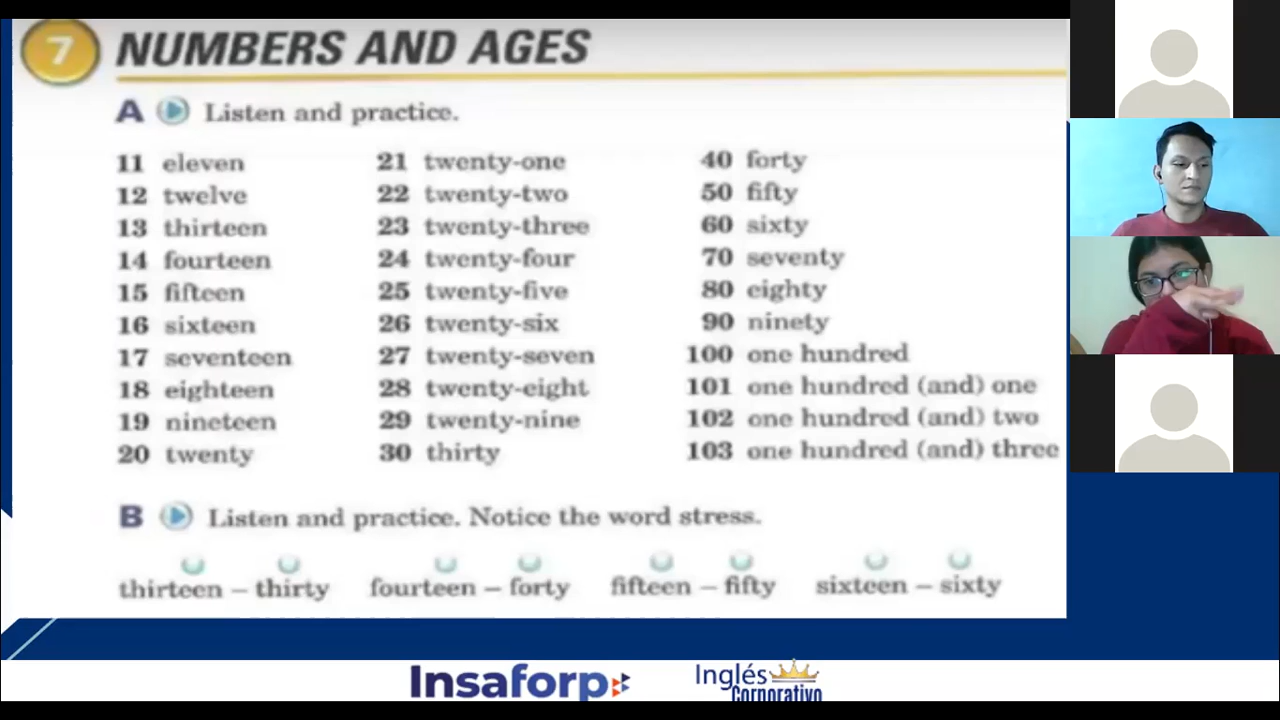 7 NUMBERS AND AGES
A Listen and practice.
11 eleven 21 twenty-one 40 forty
12 twelve 22 twenty-two 50 fifty
13 thirteen 23 twenty-three 60 sixty
14 fourteen 24 twenty-four 70 seventy
15 fifteen 25 twenty-five 80 eighty
16 sixteen 26 twenty-six 90 ninety
17 seventeen 27 twenty-seven 100 one hundred
18 eighteen 28 twenty-eight 101 one hundred (and) one
19 nineteen 29 twenty-nine 102 one hundred (and) two
20 twenty 30 thirty 103 one hundred (and) three
B Listen and practice. Notice the word stress.
thirteen – thirty fourteen – forty fifteen – fifty sixteen – sixty
Insaforp Inglés
Corporativo